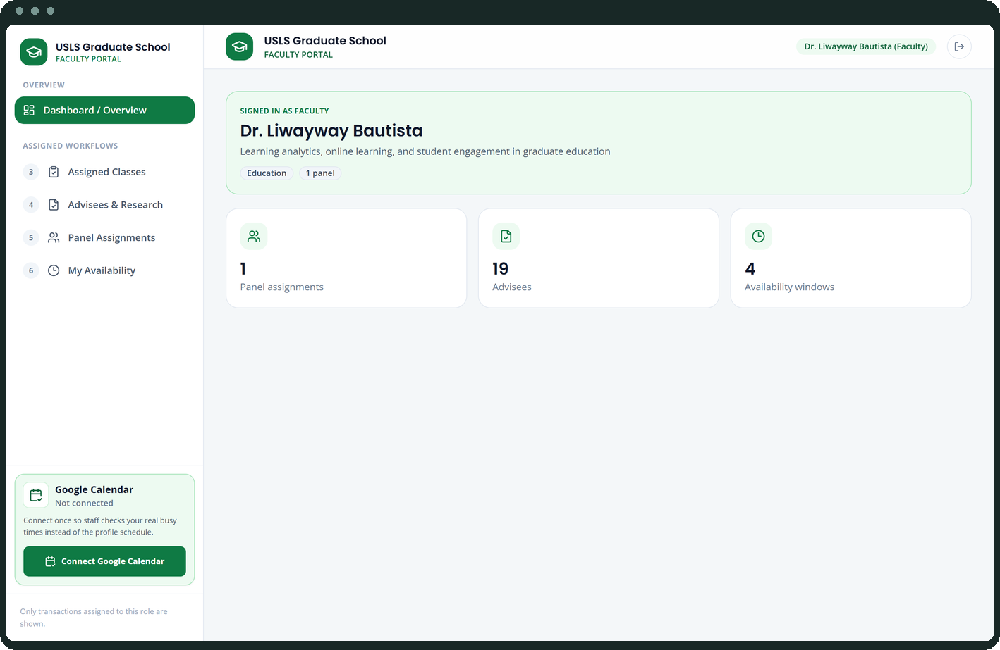 USLS Graduate School
FACULTY PORTAL
OVERVIEW
Dashboard / Overview
ASSIGNED WORKFLOWS
3 Assigned Classes
4 Advisees & Research
5 Panel Assignments
6 My Availability
Google Calendar
Not connected
Connect once so staff checks your real busy
times instead of the profile schedule.
Connect Google Calendar
Only transactions assigned to this role are
shown.
USLS Graduate School
FACULTY PORTAL
Dr. Liwayway Bautista (Faculty)
SIGNED IN AS FACULTY
Dr. Liwayway Bautista
Learning analytics, online learning, and student engagement in graduate education
Education 1 panel
1
Panel assignments
19
Advisees
4
Availability windows